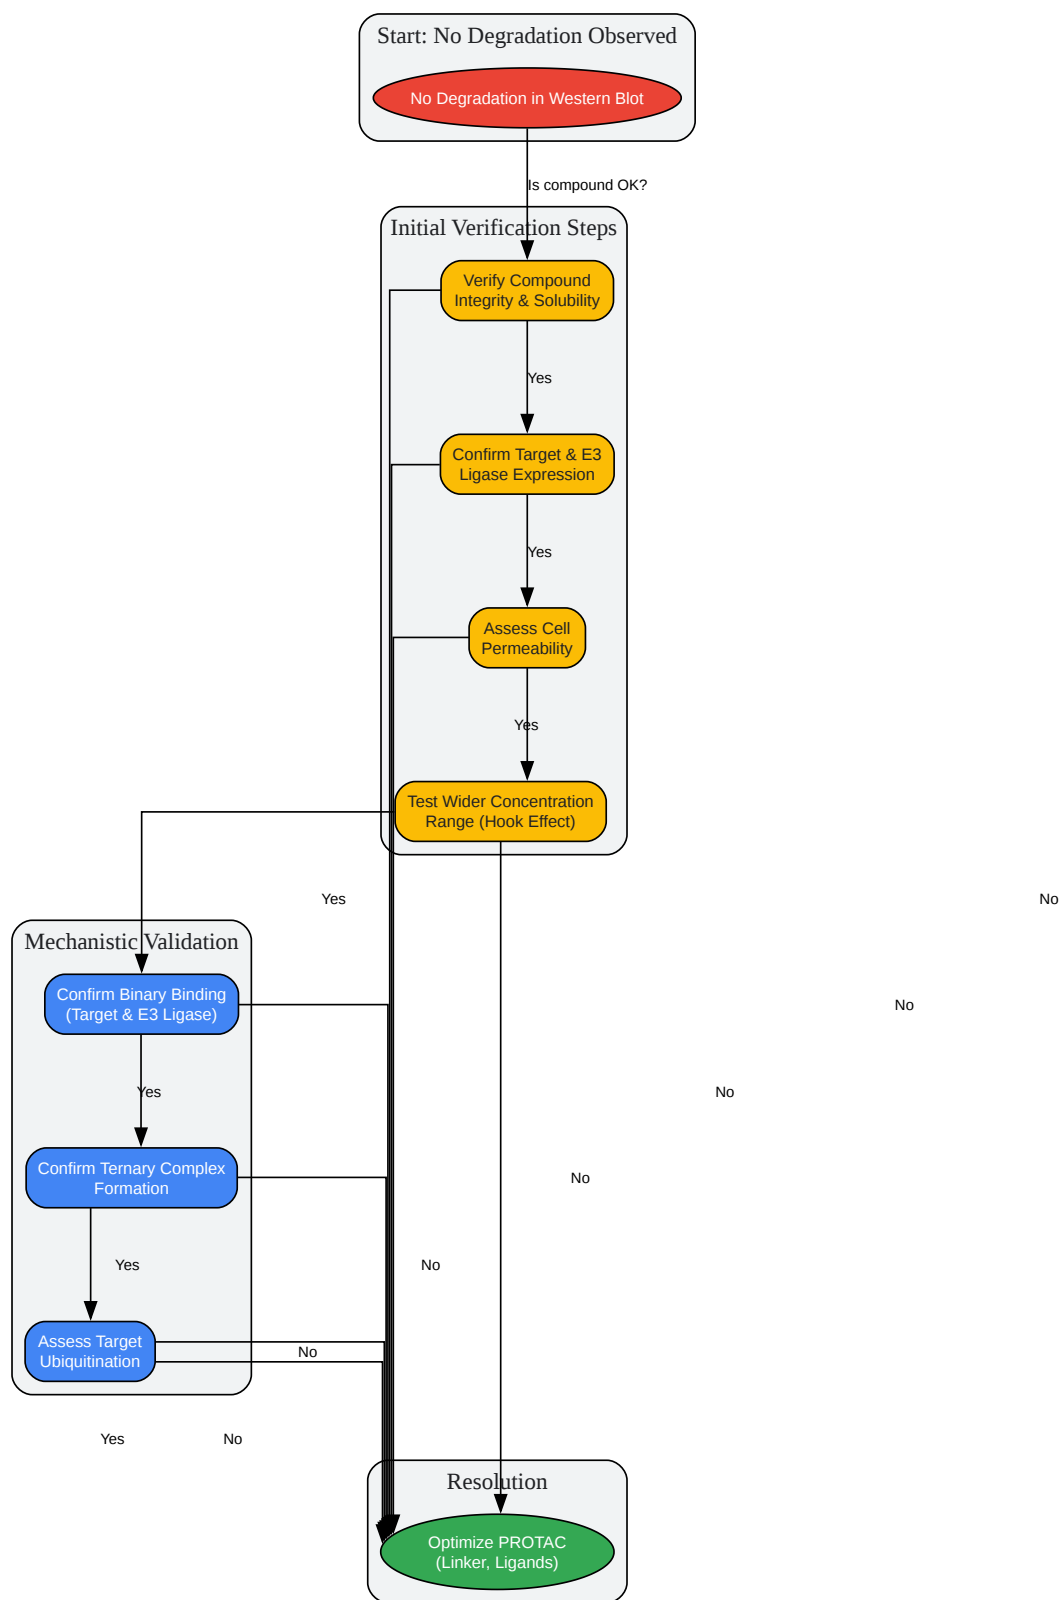 Start: No Degradation Observed
No Degradation in Western Blot
Is compound OK?
Initial Verification Steps
Verify Compound
Integrity & Solubility
Yes
Confirm Target & E3
Ligase Expression
Yes
Assess Cell
Permeability
Yes
Test Wider Concentration
Range (Hook Effect)
Yes
No
Mechanistic Validation
Confirm Binary Binding
(Target & E3 Ligase)
No
Yes
No
Confirm Ternary Complex
Formation
No
Yes
No
Assess Target
Ubiquitination
No
Yes
No
Resolution
Optimize PROTAC
(Linker, Ligands)